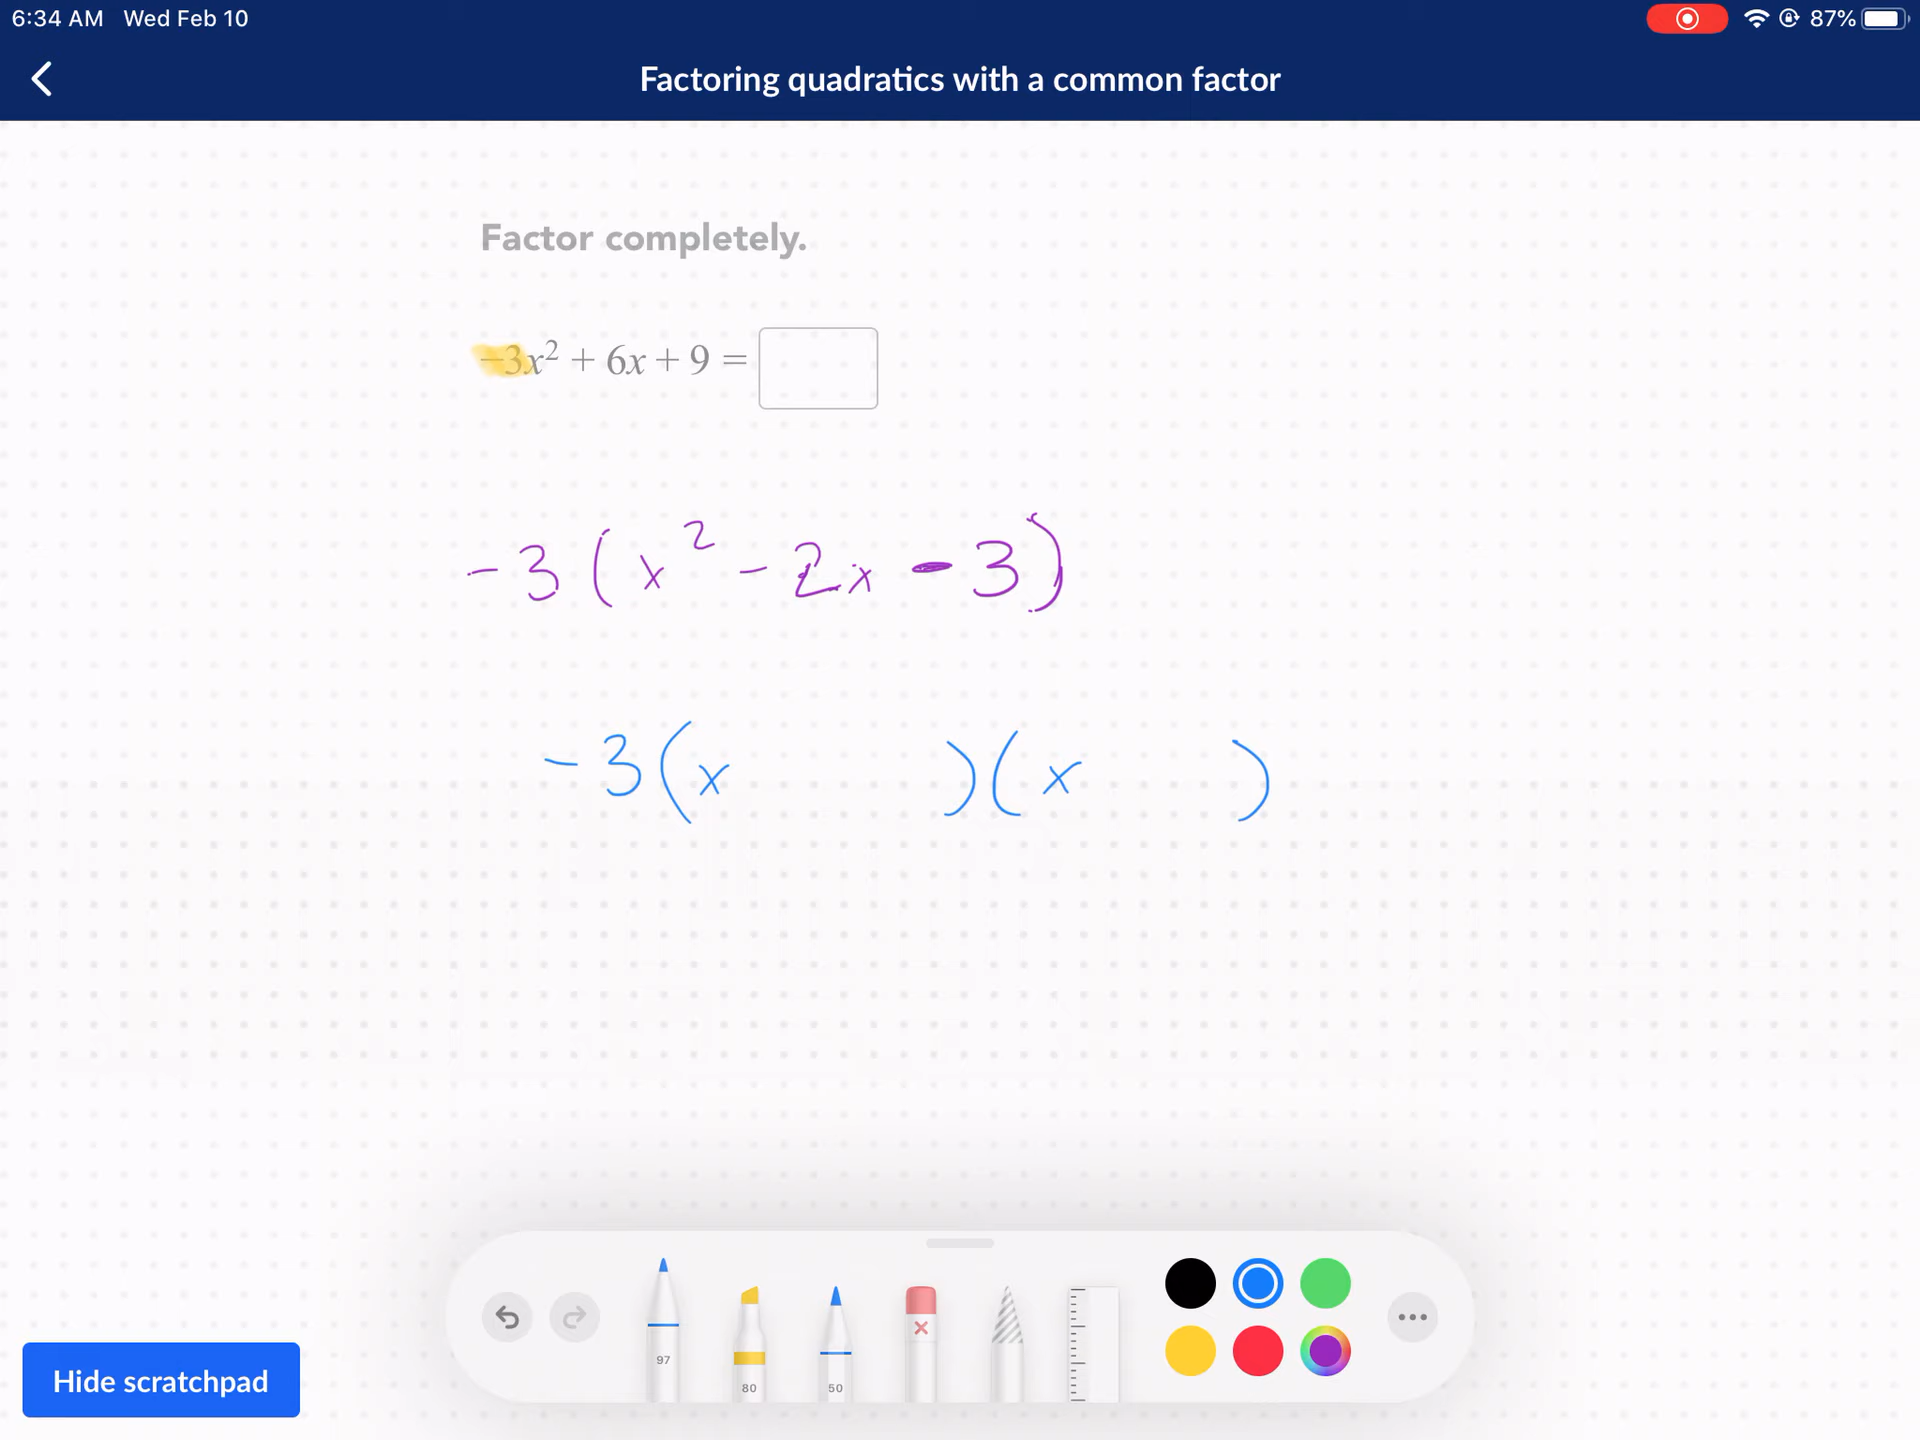 6:34 AM Wed Feb 10 87%
Factoring quadratics with a common factor
Factor completely.
−3x² + 6x + 9 =
-3(x² - 2x - 3)
-3(x )(x )
97 80 50
Hide scratchpad